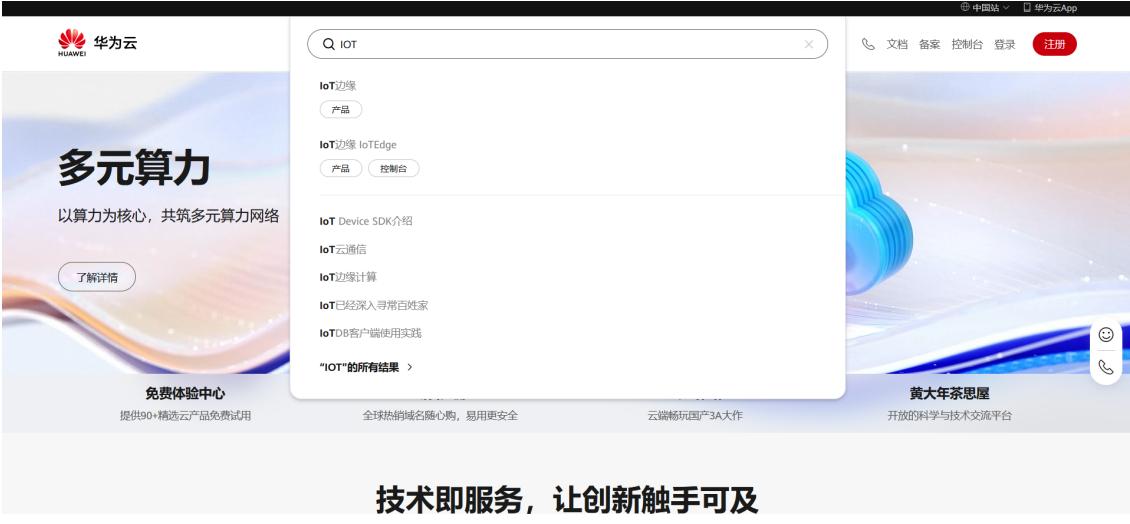 中国站
华为云App
HUAWEI
华为云
IOT
文档
备案
控制台
登录
注册
IoT边缘
产品
IoT边缘 IoTEdge
产品
控制台
IoT Device SDK介绍
IoT云通信
IoT边缘计算
IoT已经深入寻常百姓家
IoTDB客户端使用实践
“IOT”的所有结果
多元算力
以算力为核心，共筑多元算力网络
了解详情
免费体验中心
提供90+精选云产品免费试用
全球热销域名随心购，易用更安全
云端畅玩国产3A大作
黄大年茶思屋
开放的科学与技术交流平台
技术即服务，让创新触手可及